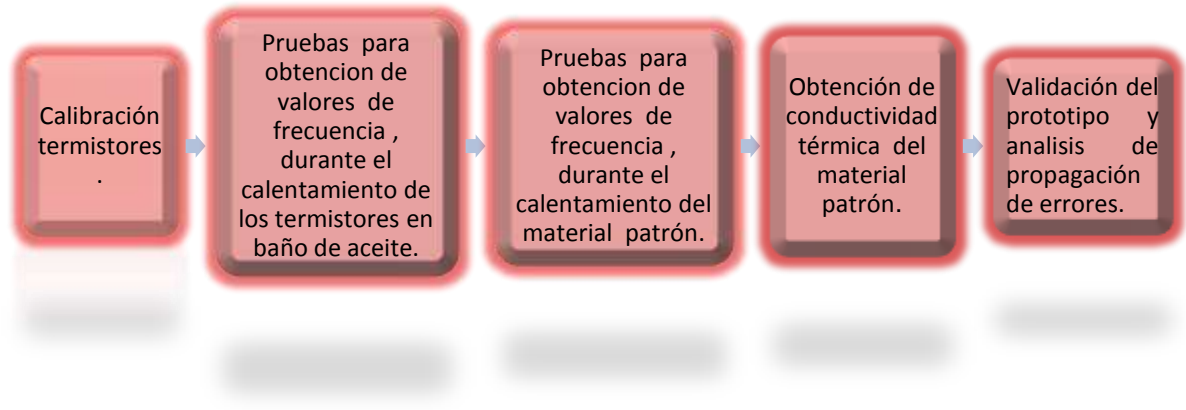 Calibración
termistores
.
Pruebas para
obtencion de
valores de
frecuencia ,
durante el
calentamiento de
los termistores en
baño de aceite.
Pruebas para
obtencion de
valores de
frecuencia ,
durante el
calentamiento del
material patrón.
Obtención de
conductividad
térmica del
material
patrón.
Validación del
prototipo y
analisis de
propagación
de errores.